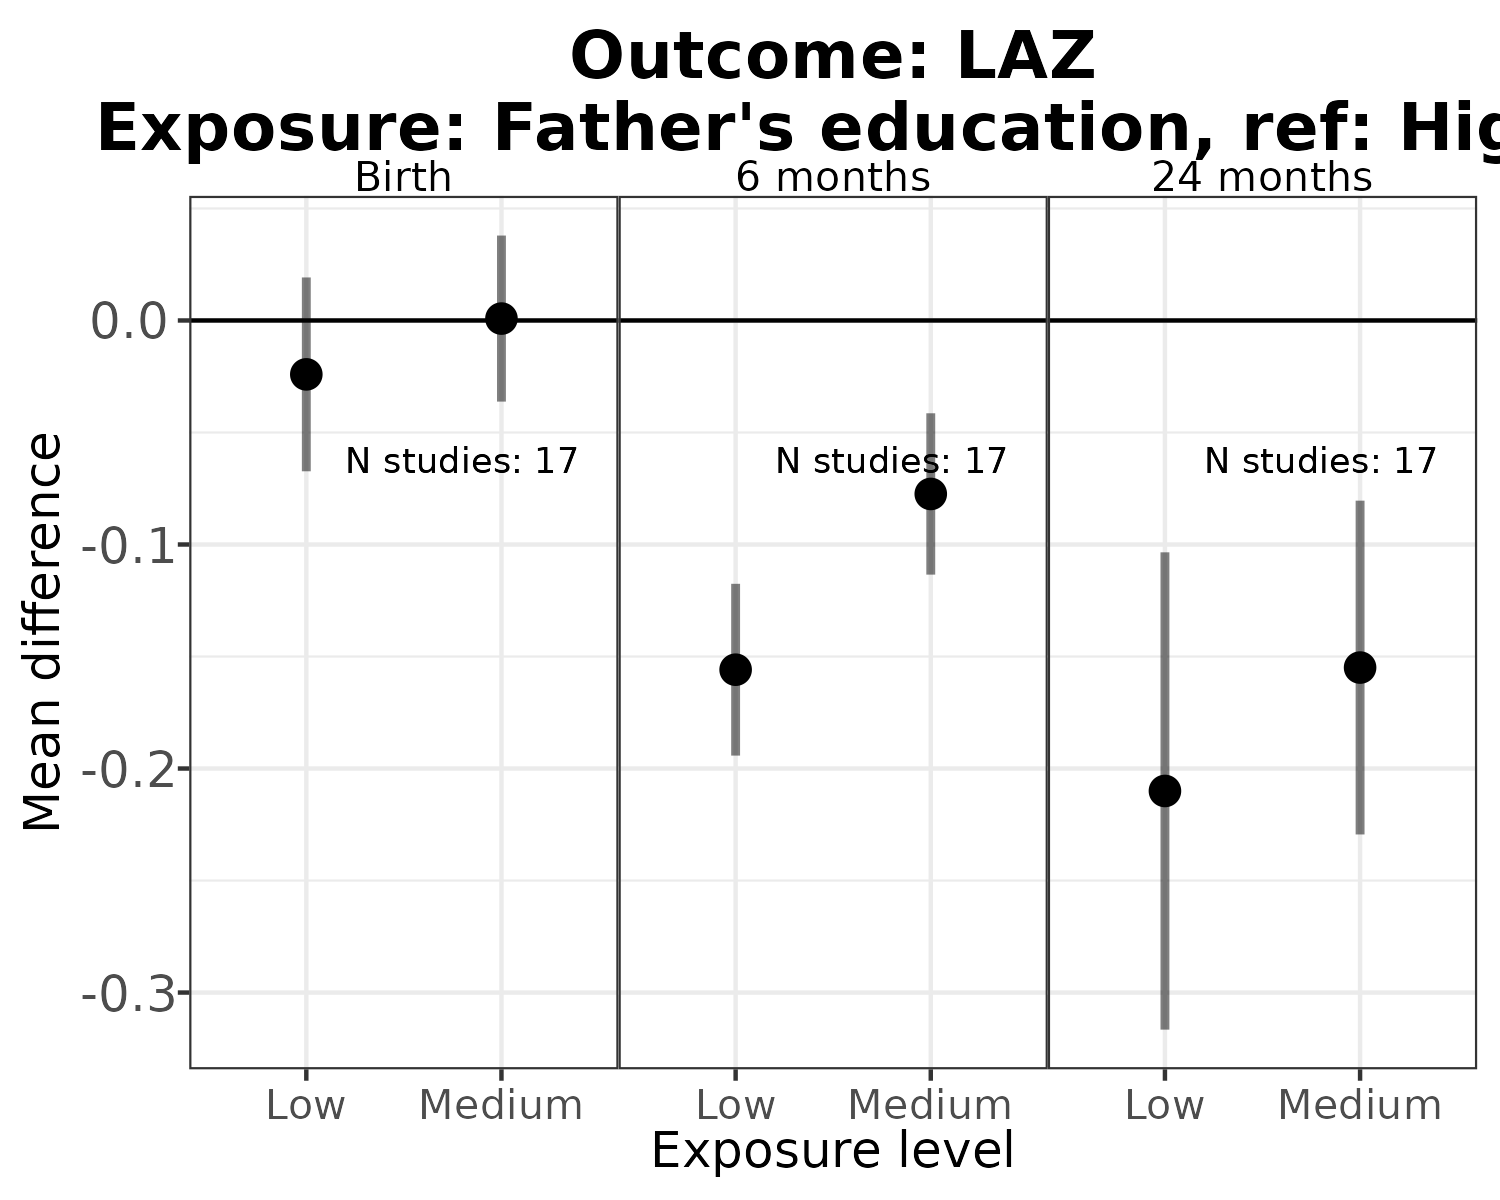 Outcome: LAZ
Exposure: Father's education, ref: Hig
Birth 6 months 24 months
0.0
N studies: 17 N studies: 17 N studies: 17
-0.1
-0.2
-0.3
Mean difference
Low Medium Low Medium Low Medium
Exposure level